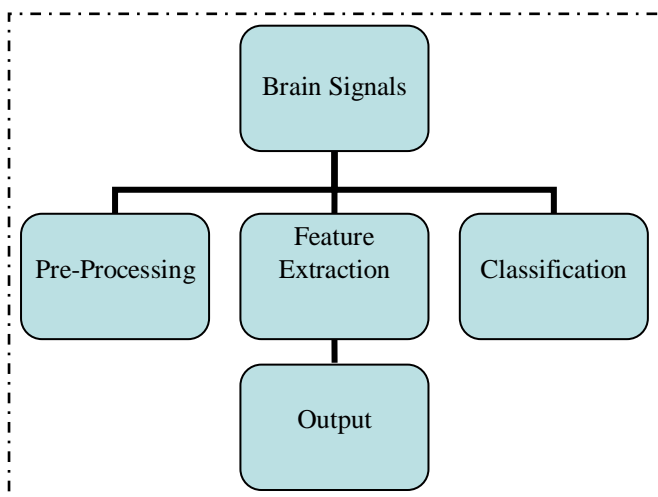 Brain Signals
Pre-Processing
Feature
Extraction
Classification
Output